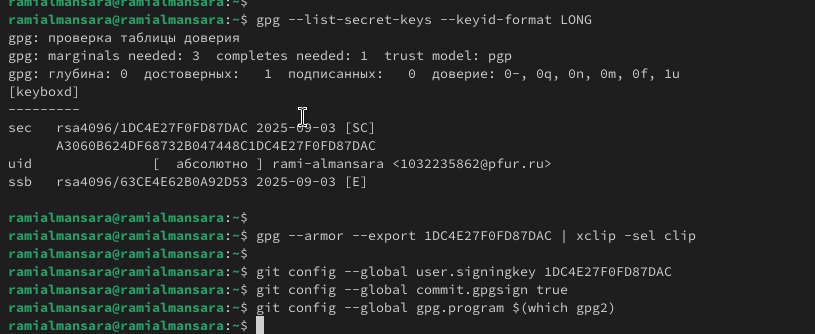 ramialmansara@ramialmansara:~$
ramialmansara@ramialmansara:~$ gpg --list-secret-keys --keyid-format LONG
gpg: проверка таблицы доверия
gpg: marginals needed: 3  completes needed: 1  trust model: pgp
gpg: глубина: 0  достоверных:   1  подписанных:   0  доверие: 0-, 0q, 0n, 0m, 0f, 1u
[keyboxd]
---------
sec   rsa4096/1DC4E27F0FD87DAC 2025-09-03 [SC]
      A3060B624DF68732B047448C1DC4E27F0FD87DAC
uid               [  абсолютно ] rami-almansara <1032235862@pfur.ru>
ssb   rsa4096/63CE4E62B0A92D53 2025-09-03 [E]
ramialmansara@ramialmansara:~$
ramialmansara@ramialmansara:~$ gpg --armor --export 1DC4E27F0FD87DAC | xclip -sel clip
ramialmansara@ramialmansara:~$
ramialmansara@ramialmansara:~$ git config --global user.signingkey 1DC4E27F0FD87DAC
ramialmansara@ramialmansara:~$ git config --global commit.gpgsign true
ramialmansara@ramialmansara:~$ git config --global gpg.program $(which gpg2)
ramialmansara@ramialmansara:~$